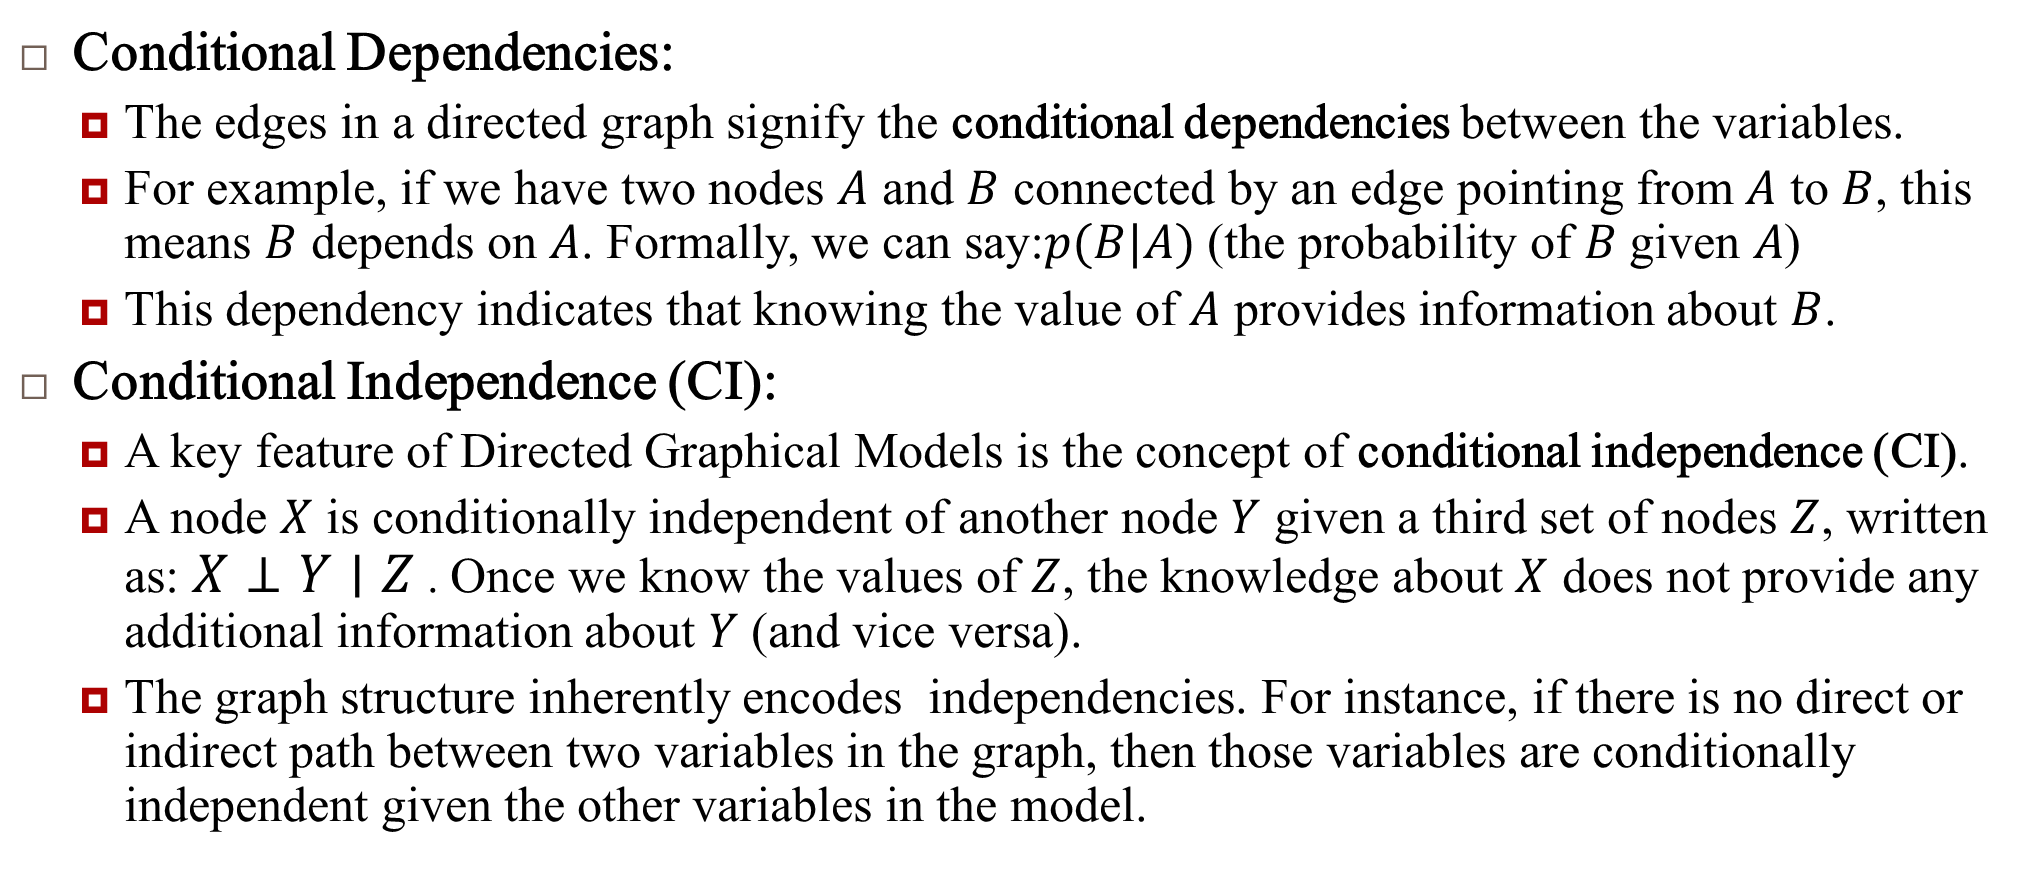 Conditional Dependencies:
The edges in a directed graph signify the conditional dependencies between the variables.
For example, if we have two nodes A and B connected by an edge pointing from A to B, this
means B depends on A. Formally, we can say:p(B|A) (the probability of B given A)
This dependency indicates that knowing the value of A provides information about B.
Conditional Independence (CI):
A key feature of Directed Graphical Models is the concept of conditional independence (CI).
A node X is conditionally independent of another node Y given a third set of nodes Z, written
as: X ⊥ Y | Z . Once we know the values of Z, the knowledge about X does not provide any
additional information about Y (and vice versa).
The graph structure inherently encodes  independencies. For instance, if there is no direct or
indirect path between two variables in the graph, then those variables are conditionally
independent given the other variables in the model.